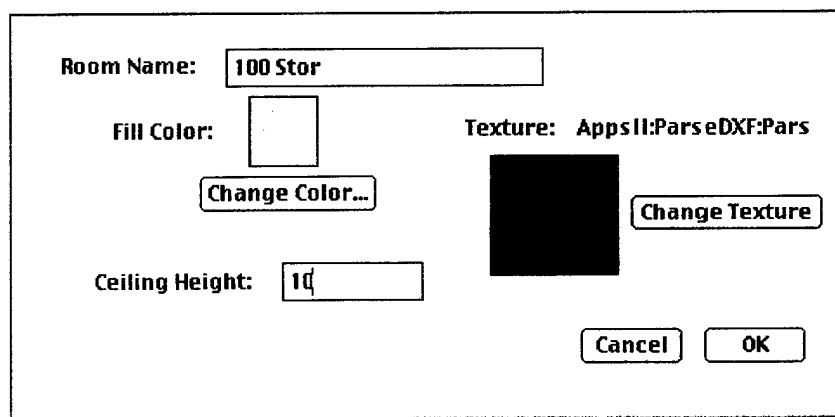 Room Name: 100 Stor
Fill Color:
Texture: AppsII:ParseDXF:Pars
Change Color...
Change Texture
Ceiling Height: 10
Cancel
OK